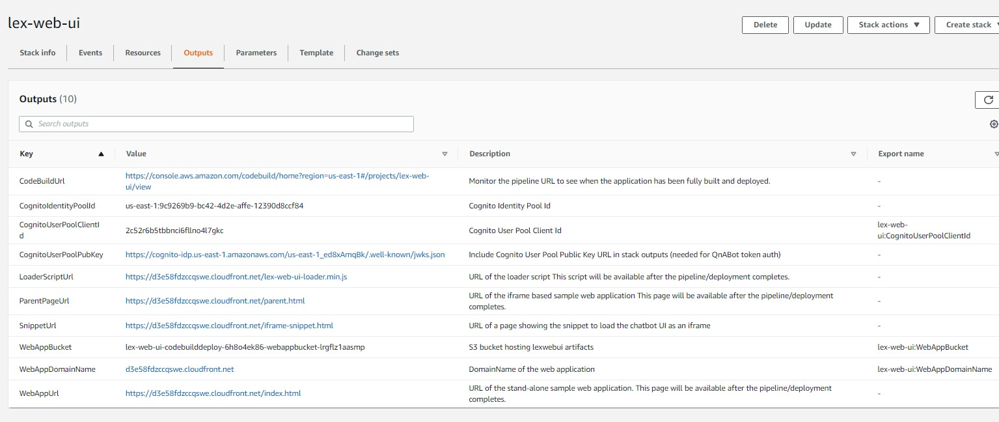 lex-web-ui
Delete
Update
Stack actions
Create stack
Stack info
Events
Resources
Outputs
Parameters
Template
Change sets
Outputs (10)
Search outputs
Key
Value
Description
Export name
CodeBuildUrl
https://console.aws.amazon.com/codebuild/home?region=us-east-1#/projects/lex-web-
ui/view
Monitor the pipeline URL to see when the application has been fully built and deployed.
-
CognitoIdentityPoolId
us-east-1:9c9269b9-bc42-4d2e-affe-12390d8ccf84
Cognito Identity Pool Id
-
CognitoUserPoolClientI
d
2c52r6b5tbbnci6fllno4l7gkc
Cognito User Pool Client Id
lex-web-
ui:CognitoUserPoolClientId
CognitoUserPoolPubKey
https://cognito-idp.us-east-1.amazonaws.com/us-east-1_ed8xAmqBk/.well-known/jwks.json
Include Cognito User Pool Public Key URL in stack outputs (needed for QnABot token auth)
-
LoaderScriptUrl
https://d3e58fdzccqswe.cloudfront.net/lex-web-ui-loader.min.js
URL of the loader script This script will be available after the pipeline/deployment completes.
-
ParentPageUrl
https://d3e58fdzccqswe.cloudfront.net/parent.html
URL of the iframe based sample web application This page will be available after the pipeline/deployment
completes.
-
SnippetUrl
https://d3e58fdzccqswe.cloudfront.net/iframe-snippet.html
URL of a page showing the snippet to load the chatbot UI as an iframe
-
WebAppBucket
lex-web-ui-codebuilddeploy-6h8o4ek86-webappbucket-lrgflz1aasmp
S3 bucket hosting lexwebui artifacts
lex-web-ui:WebAppBucket
WebAppDomainName
d3e58fdzccqswe.cloudfront.net
DomainName of the web application
lex-web-ui:WebAppDomainName
WebAppUrl
https://d3e58fdzccqswe.cloudfront.net/index.html
URL of the stand-alone sample web application. This page will be available after the pipeline/deployment
completes.
-